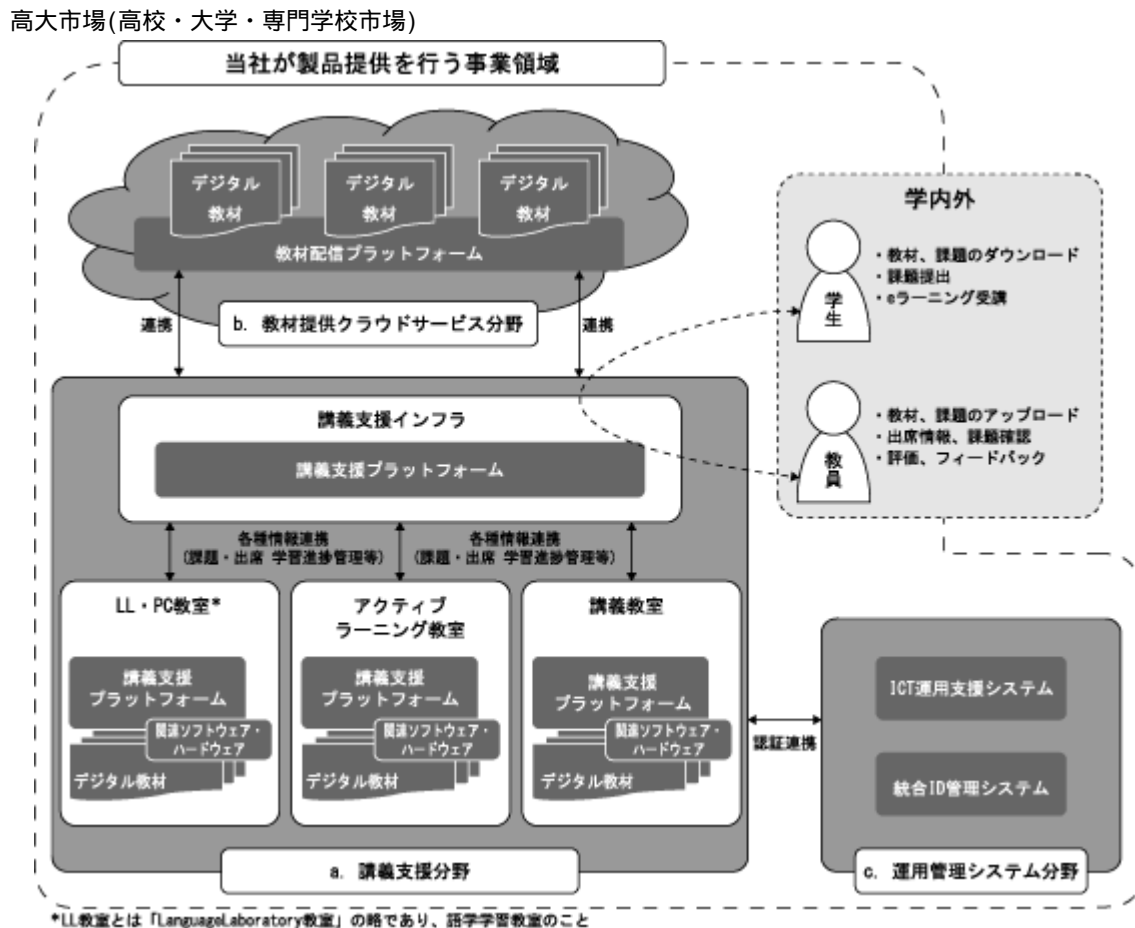 高大市場(高校・大学・専門学校市場)
当社が製品提供を行う事業領域
デジタル
教材
デジタル
教材
デジタル
教材
教材配信プラットフォーム
連携
b. 教材提供クラウドサービス分野
連携
学内外
学生
・教材、課題のダウンロード
・課題提出
・eラーニング受講
教員
・教材、課題のアップロード
・出席情報、課題確認
・評価、フィードバック
講義支援インフラ
講義支援プラットフォーム
各種情報連携
(課題・出席 学習進捗管理等)
各種情報連携
(課題・出席 学習進捗管理等)
LL・PC教室*
講義支援
プラットフォーム
関連ソフトウェア・
ハードウェア
デジタル教材
アクティブ
ラーニング教室
講義支援
プラットフォーム
関連ソフトウェア・
ハードウェア
デジタル教材
講義教室
講義支援
プラットフォーム
関連ソフトウェア・
ハードウェア
デジタル教材
a. 講義支援分野
認証連携
ICT運用支援システム
統合ID管理システム
c. 運用管理システム分野
*LL教室とは「LanguageLaboratory教室」の略であり、語学学習教室のこと